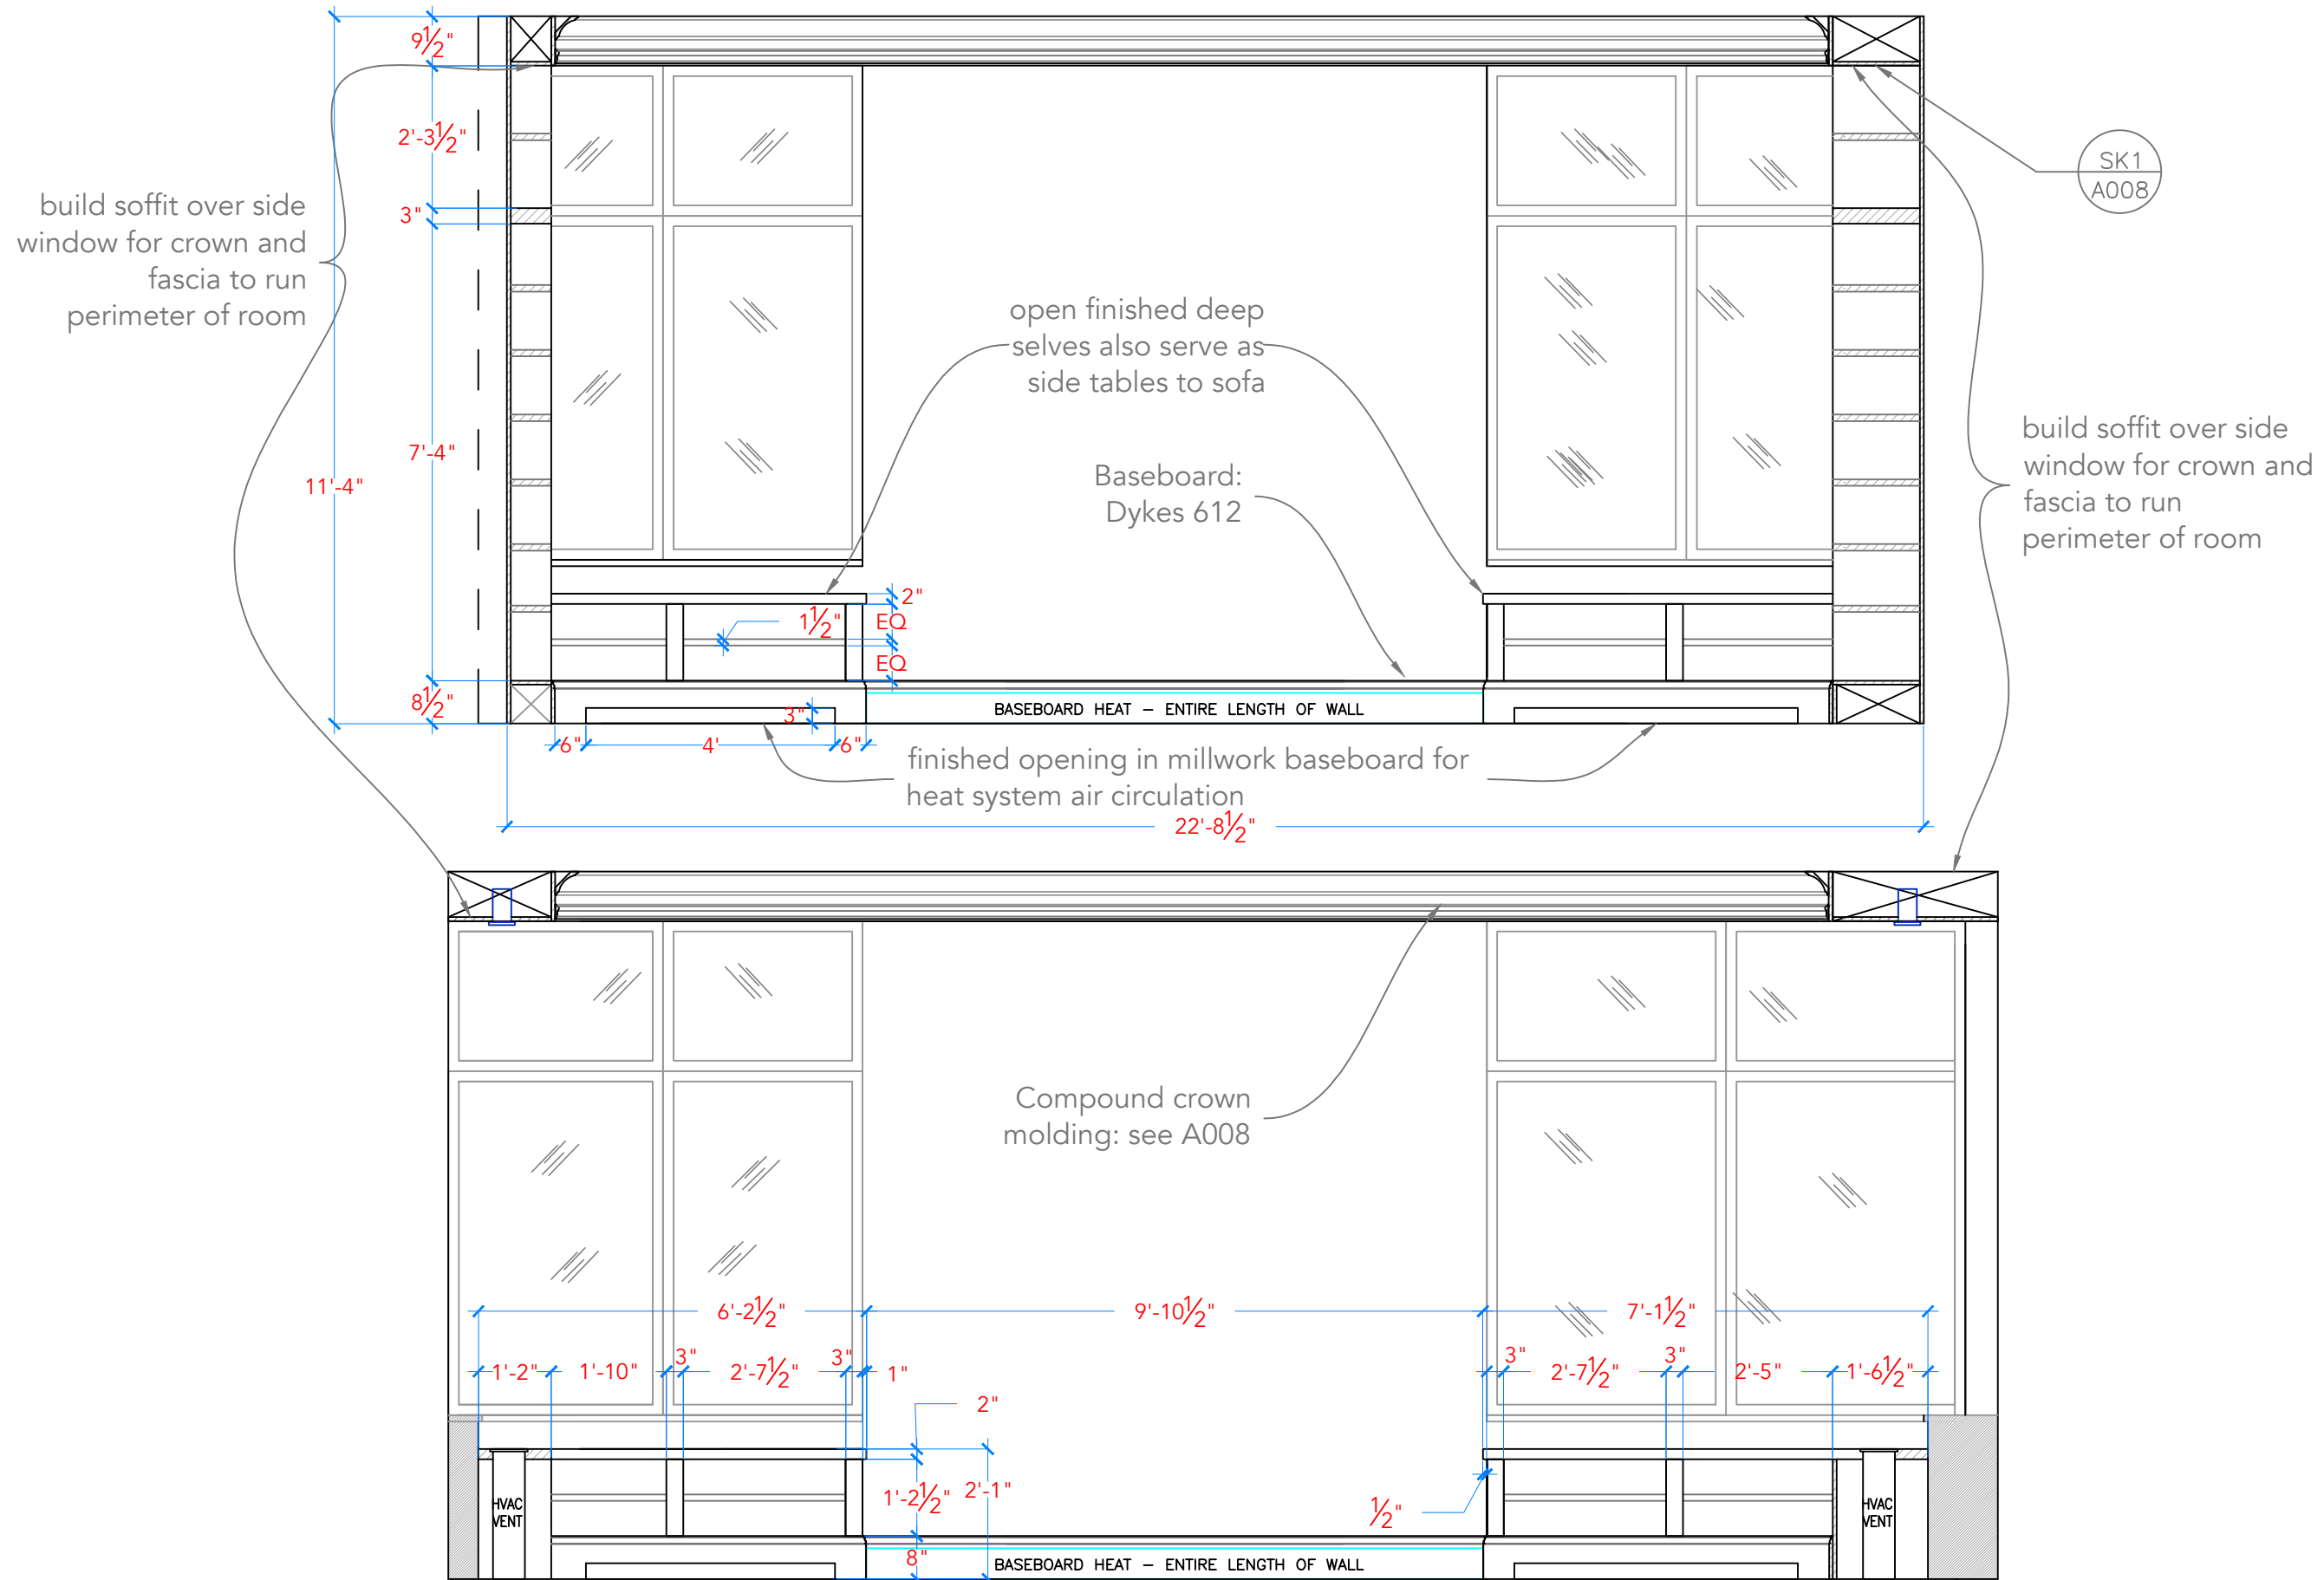 9½"
2'-3½"
3"
7'-4"
11'-4"
8½"
build soffit over side
window for crown and
fascia to run
perimeter of room
SK1
A008
open finished deep
selves also serve as
side tables to sofa
Baseboard:
Dykes 612
build soffit over side
window for crown and
fascia to run
perimeter of room
2"
1½"
EQ
EQ
3"
BASEBOARD HEAT – ENTIRE LENGTH OF WALL
6"
4'
6"
finished opening in millwork baseboard for
heat system air circulation
22'-8½"
Compound crown
molding: see A008
6'-2½"
9'-10½"
7'-1½"
1'-2"
1'-10"
3"
2'-7½"
3"
1"
3"
2'-7½"
3"
2'-5"
1'-6½"
2"
1'-2½"
2'-1"
½"
HVAC
VENT
HVAC
VENT
8"
BASEBOARD HEAT – ENTIRE LENGTH OF WALL